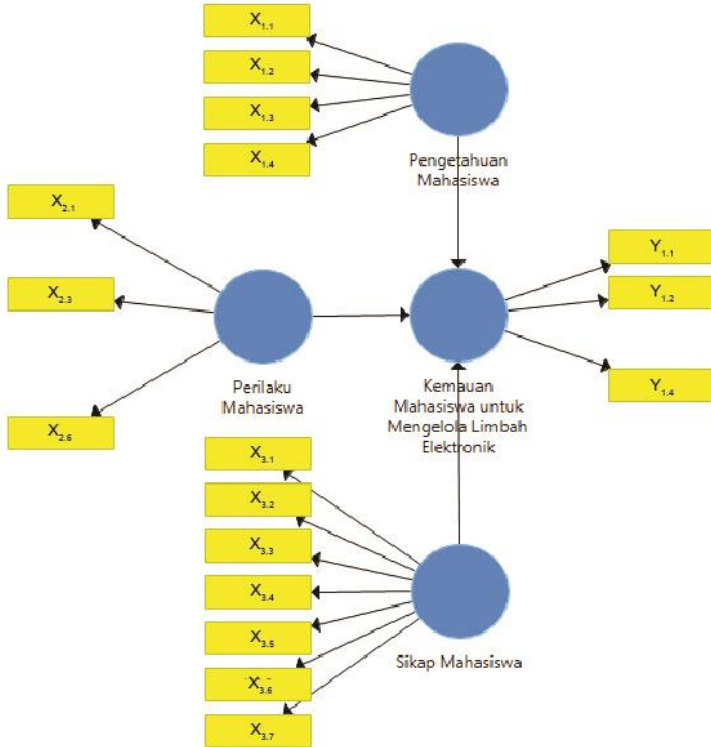 X1.1
X1.2
X1.3
X1.4
Pengetahuan
Mahasiswa
X2.1
X2.3
X2.6
Perilaku
Mahasiswa
Y1.1
Y1.2
Y1.4
Kemauan
Mahasiswa untuk
Mengelola Limbah
Elektronik
X3.1
X3.2
X3.3
X3.4
X3.5
X3.6
X3.7
Sikap Mahasiswa